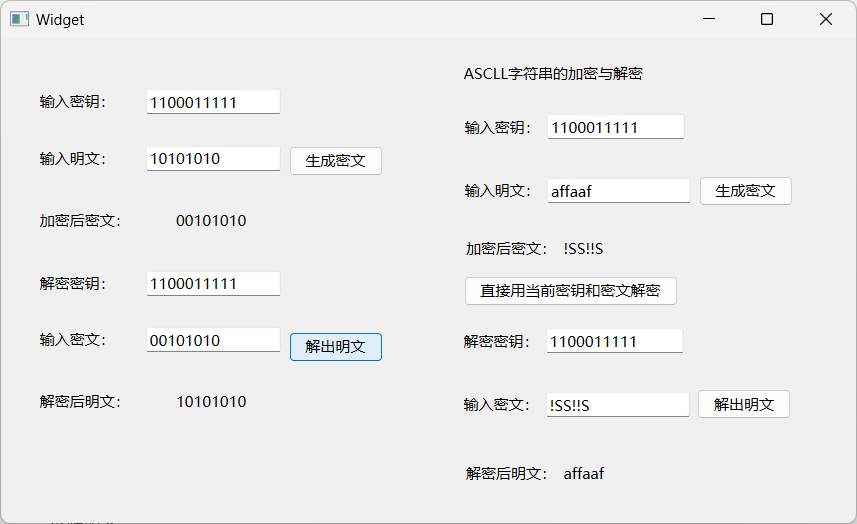 Widget
输入密钥： 1100011111
输入明文： 10101010 生成密文
加密后密文： 00101010
解密密钥： 1100011111
输入密文： 00101010 解出明文
解密后明文： 10101010
ASCLL字符串的加密与解密
输入密钥： 1100011111
输入明文： affaaf 生成密文
加密后密文： !SS!!S
直接用当前密钥和密文解密
解密密钥： 1100011111
输入密文： !SS!!S 解出明文
解密后明文： affaaf